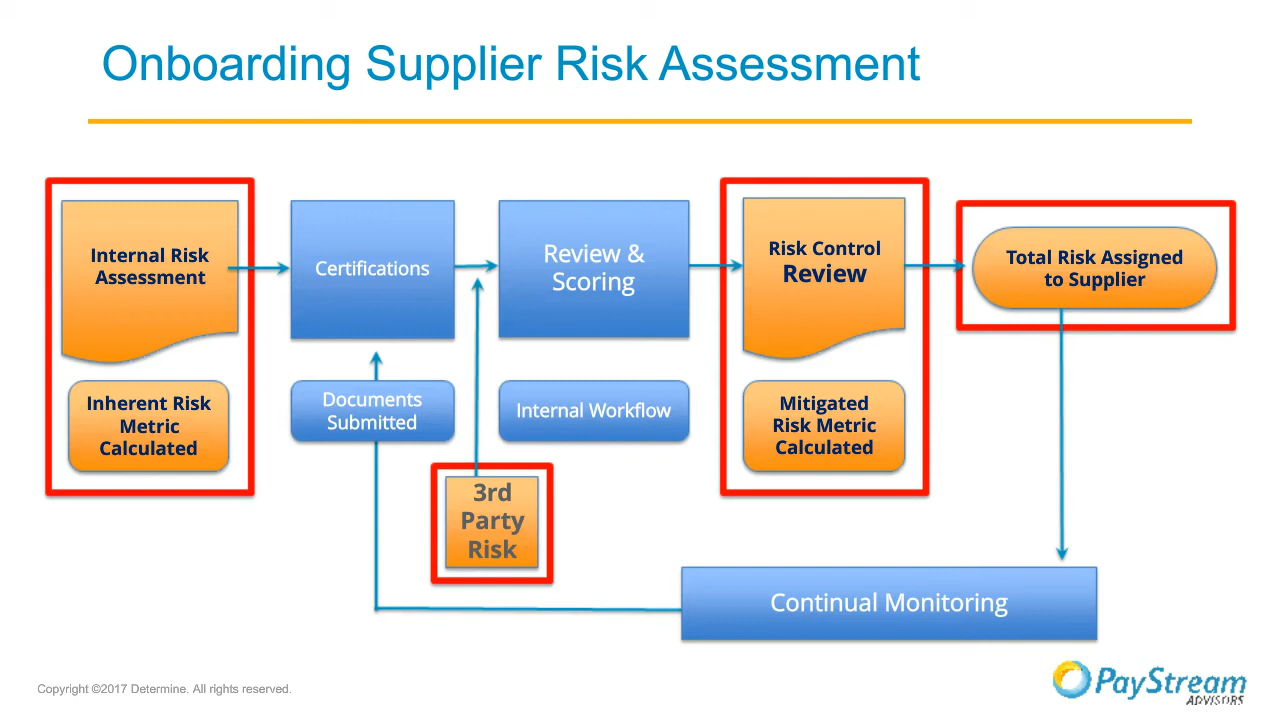 Onboarding Supplier Risk Assessment
Internal Risk
Assessment
Certifications
Review &
Scoring
Risk Control
Review
Total Risk Assigned
to Supplier
Inherent Risk
Metric
Calculated
Documents
Submitted
Internal Workflow
Mitigated
Risk Metric
Calculated
3rd
Party
Risk
Continual Monitoring
Copyright ©2017 Determine. All rights reserved.
PayStream
ADVISORS